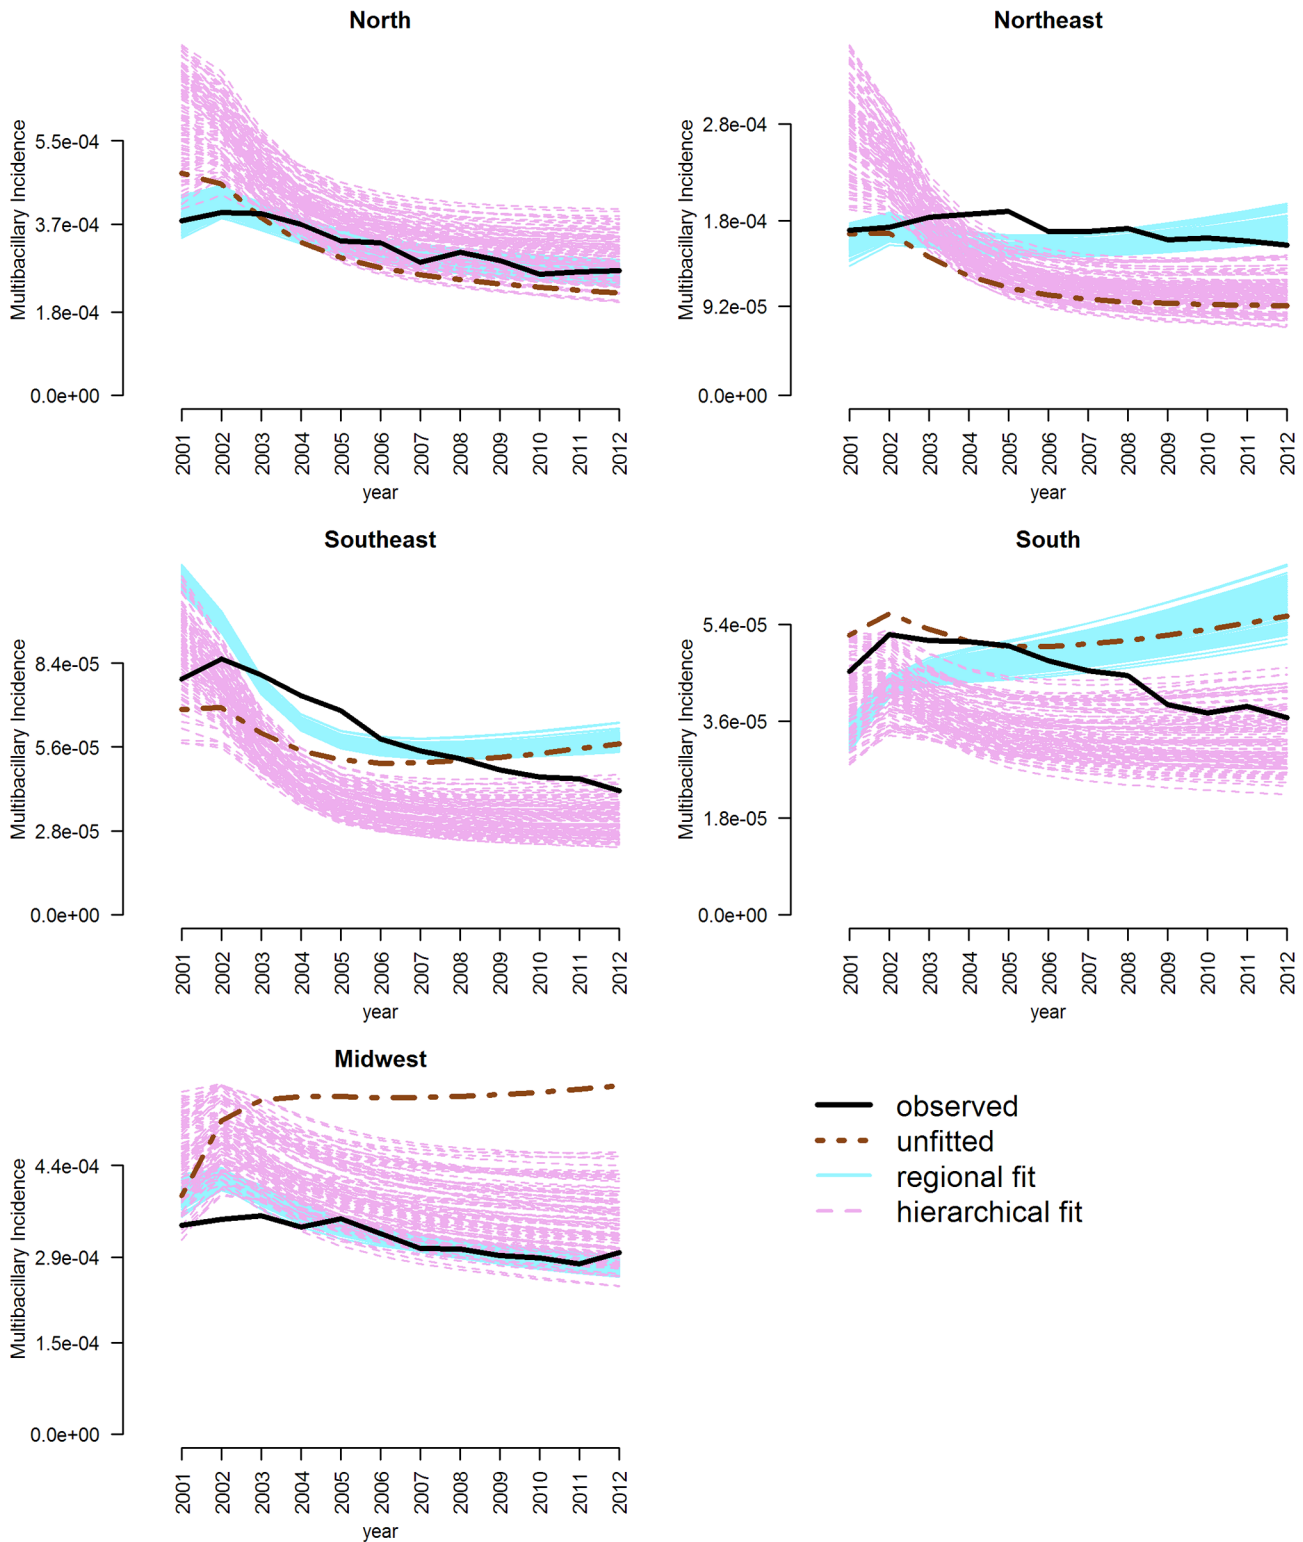 North
Multibacillary Incidence
5.5e-04
3.7e-04
1.8e-04
0.0e+00
2001 2002 2003 2004 2005 2006 2007 2008 2009 2010 2011 2012
year
Northeast
Multibacillary Incidence
2.8e-04
1.8e-04
9.2e-05
0.0e+00
2001 2002 2003 2004 2005 2006 2007 2008 2009 2010 2011 2012
year
Southeast
Multibacillary Incidence
8.4e-05
5.6e-05
2.8e-05
0.0e+00
2001 2002 2003 2004 2005 2006 2007 2008 2009 2010 2011 2012
year
South
Multibacillary Incidence
5.4e-05
3.6e-05
1.8e-05
0.0e+00
2001 2002 2003 2004 2005 2006 2007 2008 2009 2010 2011 2012
year
Midwest
Multibacillary Incidence
4.4e-04
2.9e-04
1.5e-04
0.0e+00
2001 2002 2003 2004 2005 2006 2007 2008 2009 2010 2011 2012
year
observed
unfitted
regional fit
hierarchical fit